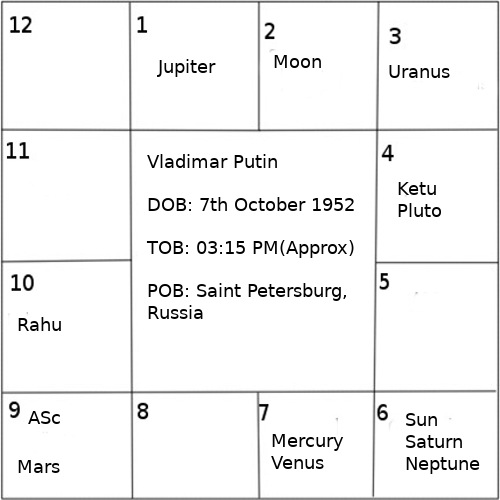 12
1
Jupiter
2
Moon
3
Uranus
11
Vladimar Putin
DOB: 7th October 1952
TOB: 03:15 PM(Approx)
POB: Saint Petersburg,
Russia
4
Ketu
Pluto
10
Rahu
5
9 ASc
Mars
8
7
Mercury
Venus
6
Sun
Saturn
Neptune